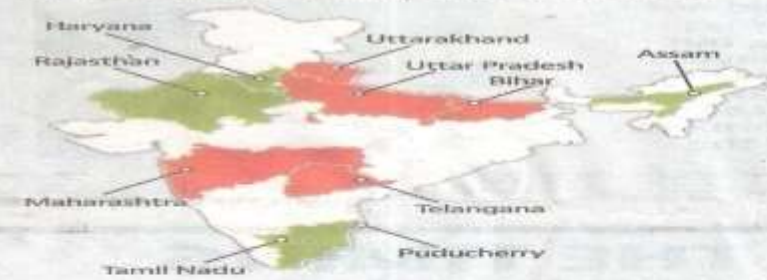 Haryana
Uttarakhand
Rajasthan
Uttar Pradesh
Assam
Bihar
Maharashtra
Telangana
Puducherry
Tamil Nadu